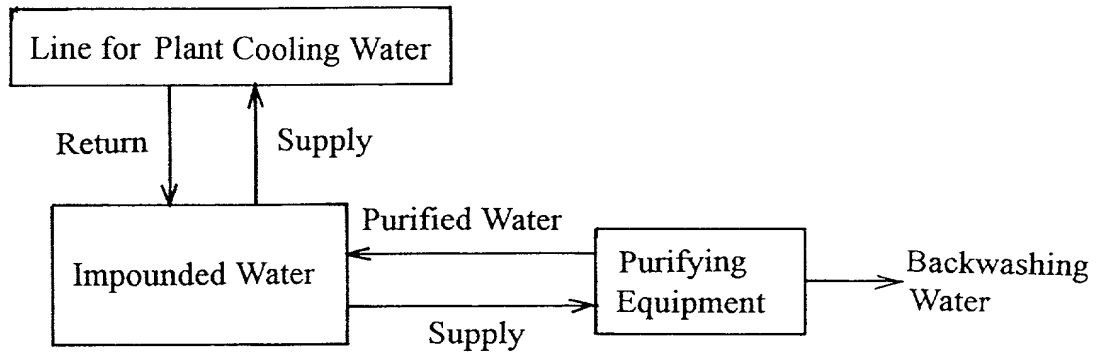 Line for Plant Cooling Water
Return
Supply
Purified Water
Impounded Water
Purifying
Equipment
Backwashing
Water
Supply